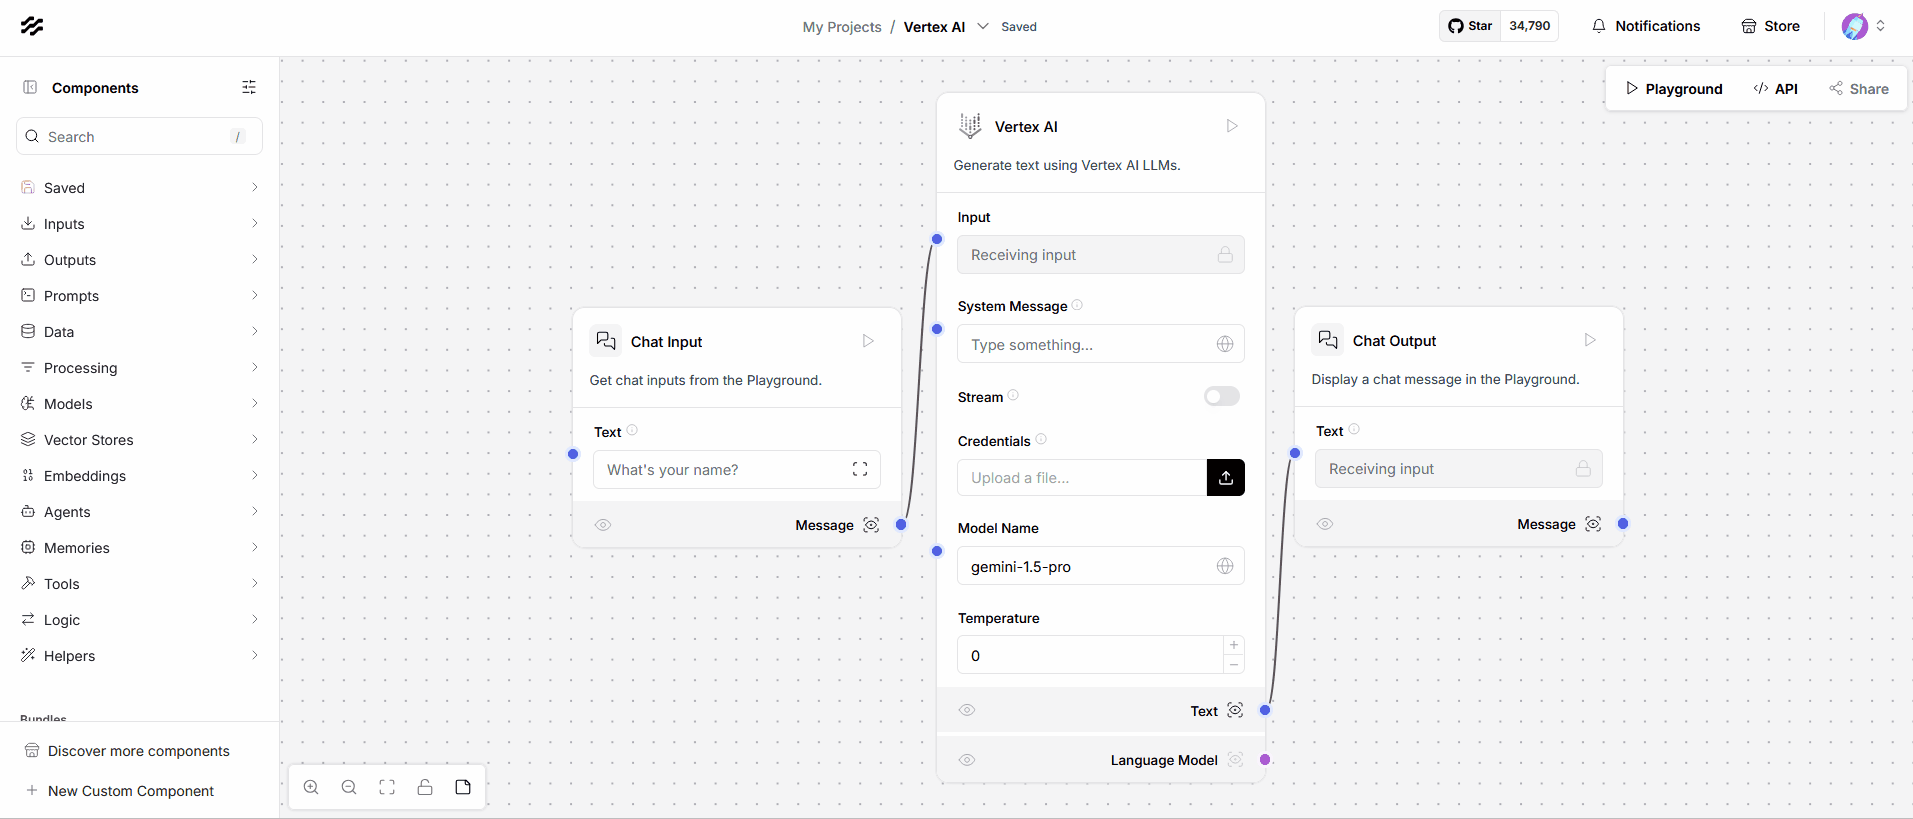 My Projects / Vertex AI Saved
Star 34,790
Notifications
Store
Components
Search /
Saved
Inputs
Outputs
Prompts
Data
Processing
Models
Vector Stores
Embeddings
Agents
Memories
Tools
Logic
Helpers
Bundles
Discover more components
New Custom Component
Playground
API
Share
Chat Input
Get chat inputs from the Playground.
Text
What's your name?
Message
Vertex AI
Generate text using Vertex AI LLMs.
Input
Receiving input
System Message
Type something...
Stream
Credentials
Upload a file...
Model Name
gemini-1.5-pro
Temperature
0
Text
Language Model
Chat Output
Display a chat message in the Playground.
Text
Receiving input
Message